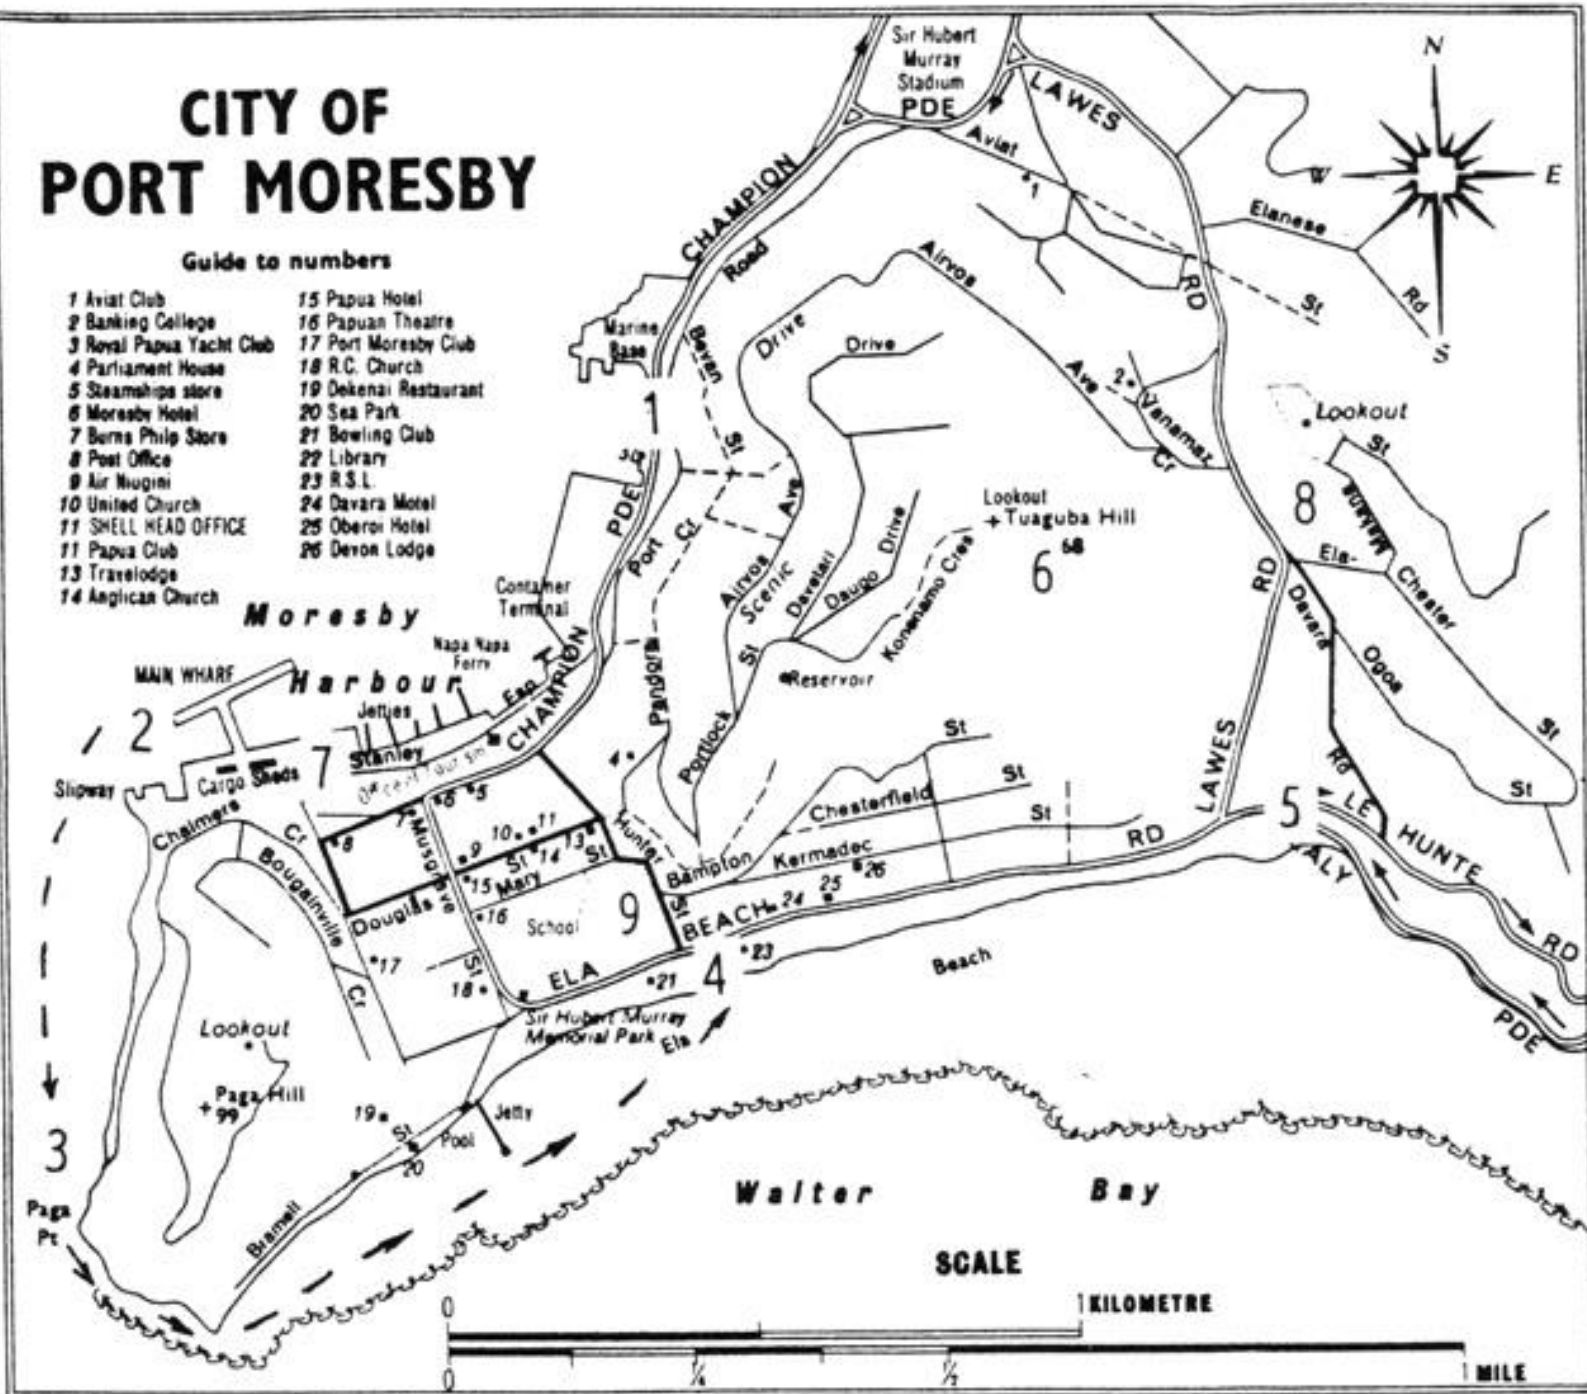 CITY OF
PORT MORESBY
Guide to numbers
1 Aviat Club
2 Banking College
3 Royal Papua Yacht Club
4 Parliament House
5 Steamships store
6 Moresby Hotel
7 Burns Philp Store
8 Post Office
9 Air Niugini
10 United Church
11 SHELL HEAD OFFICE
11 Papua Club
13 Travelodge
14 Anglican Church
15 Papua Hotel
16 Papuan Theatre
17 Port Moresby Club
18 R.C. Church
19 Dekenai Restaurant
20 Sea Park
21 Bowling Club
22 Library
23 R.S.L.
24 Davara Motel
25 Oberoi Hotel
26 Devon Lodge
Sir Hubert
Murray
Stadium
PDE
LAWES
RD
N
W
E
S
Aviat
1
St
Elanese
Rd
CHAMPION
Road
Airvos
Ave
Marine
Base
Bevan
St
Drive
Drive
2
Vanamaz
Cr
Lookout
St
8
Chester
St
1
PDE
Port
Cr
Airvos
Ave
Scenic
Davetari
St
Daugo
Drive
Konenamo Cres
Lookout
Tuaguba Hill
68
6
Ela-
RD
LAWES
Davara
Rd
Ogoa
St
Container
Terminal
Napa Napa
Ferry
Moresby
Harbour
MAIN WHARF
Jetties
Esp
CHAMPION
Pandora
Reservoir
Portlock
2
7
Stanley
Slipway
Cargo Sheds
Chalmers
Cr
Bougainville
Cr
4
6
5
8
Musgrave
St
10
11
9
14
13
St
15
Mary
St
Douglas
16
School
9
17
18
Hunter
St
Bampton
Chesterfield
St
St
Kermadec
St
RD
BEACH
24
25
26
5
LE
HUNTE
RD
PDE
ELA
4
21
23
Beach
Sir Hubert Murray
Memorial Park
Ela
Lookout
Paga Hill
99
19
St
20
Pool
Jetty
3
Paga
Pt
Bramell
Walter Bay
SCALE
0
1 KILOMETRE
0
¼
½
1 MILE